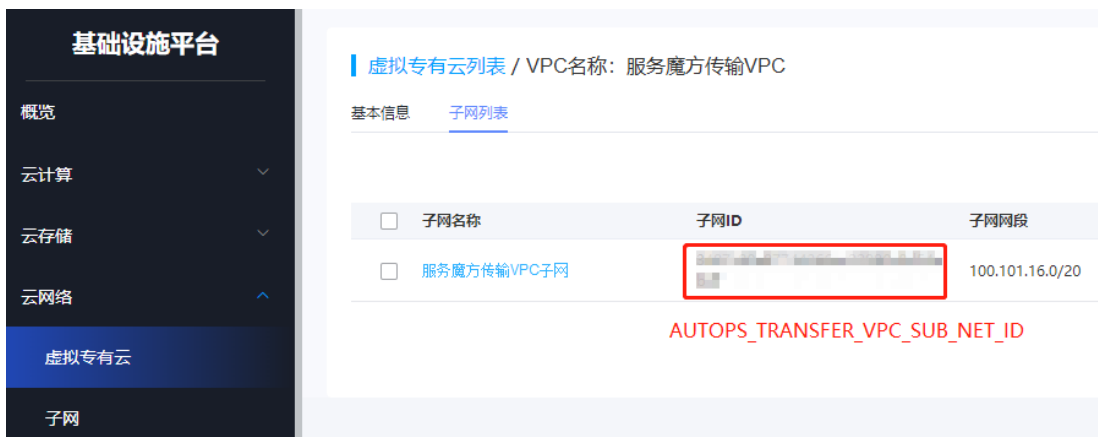 基础设施平台
概览
云计算
云存储
云网络
虚拟专有云
子网
虚拟专有云列表 / VPC名称：服务魔方传输VPC
基本信息 子网列表
子网名称 子网ID 子网网段
服务魔方传输VPC子网 100.101.16.0/20
AUTOPS_TRANSFER_VPC_SUB_NET_ID